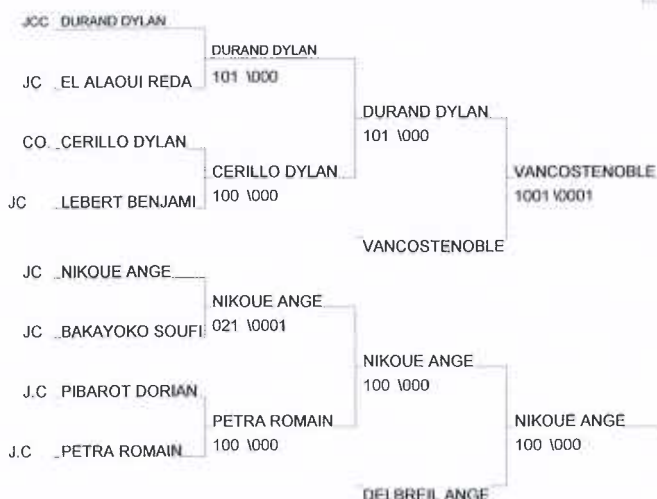 JCC DURAND DYLAN
DURAND DYLAN
101 \000
JC EL ALAOUI REDA
DURAND DYLAN
101 \000
CO. CERILLO DYLAN
CERILLO DYLAN
100 \000
VANCOSTENOBLE
1001 \0001
JC LEBERT BENJAMI
VANCOSTENOBLE
JC NIKOUE ANGE
NIKOUE ANGE
021 \0001
JC BAKAYOKO SOUFI
NIKOUE ANGE
100 \000
J.C PIBAROT DORIAN
PETRA ROMAIN
100 \000
NIKOUE ANGE
100 \000
J.C PETRA ROMAIN
DELBREIL ANGE